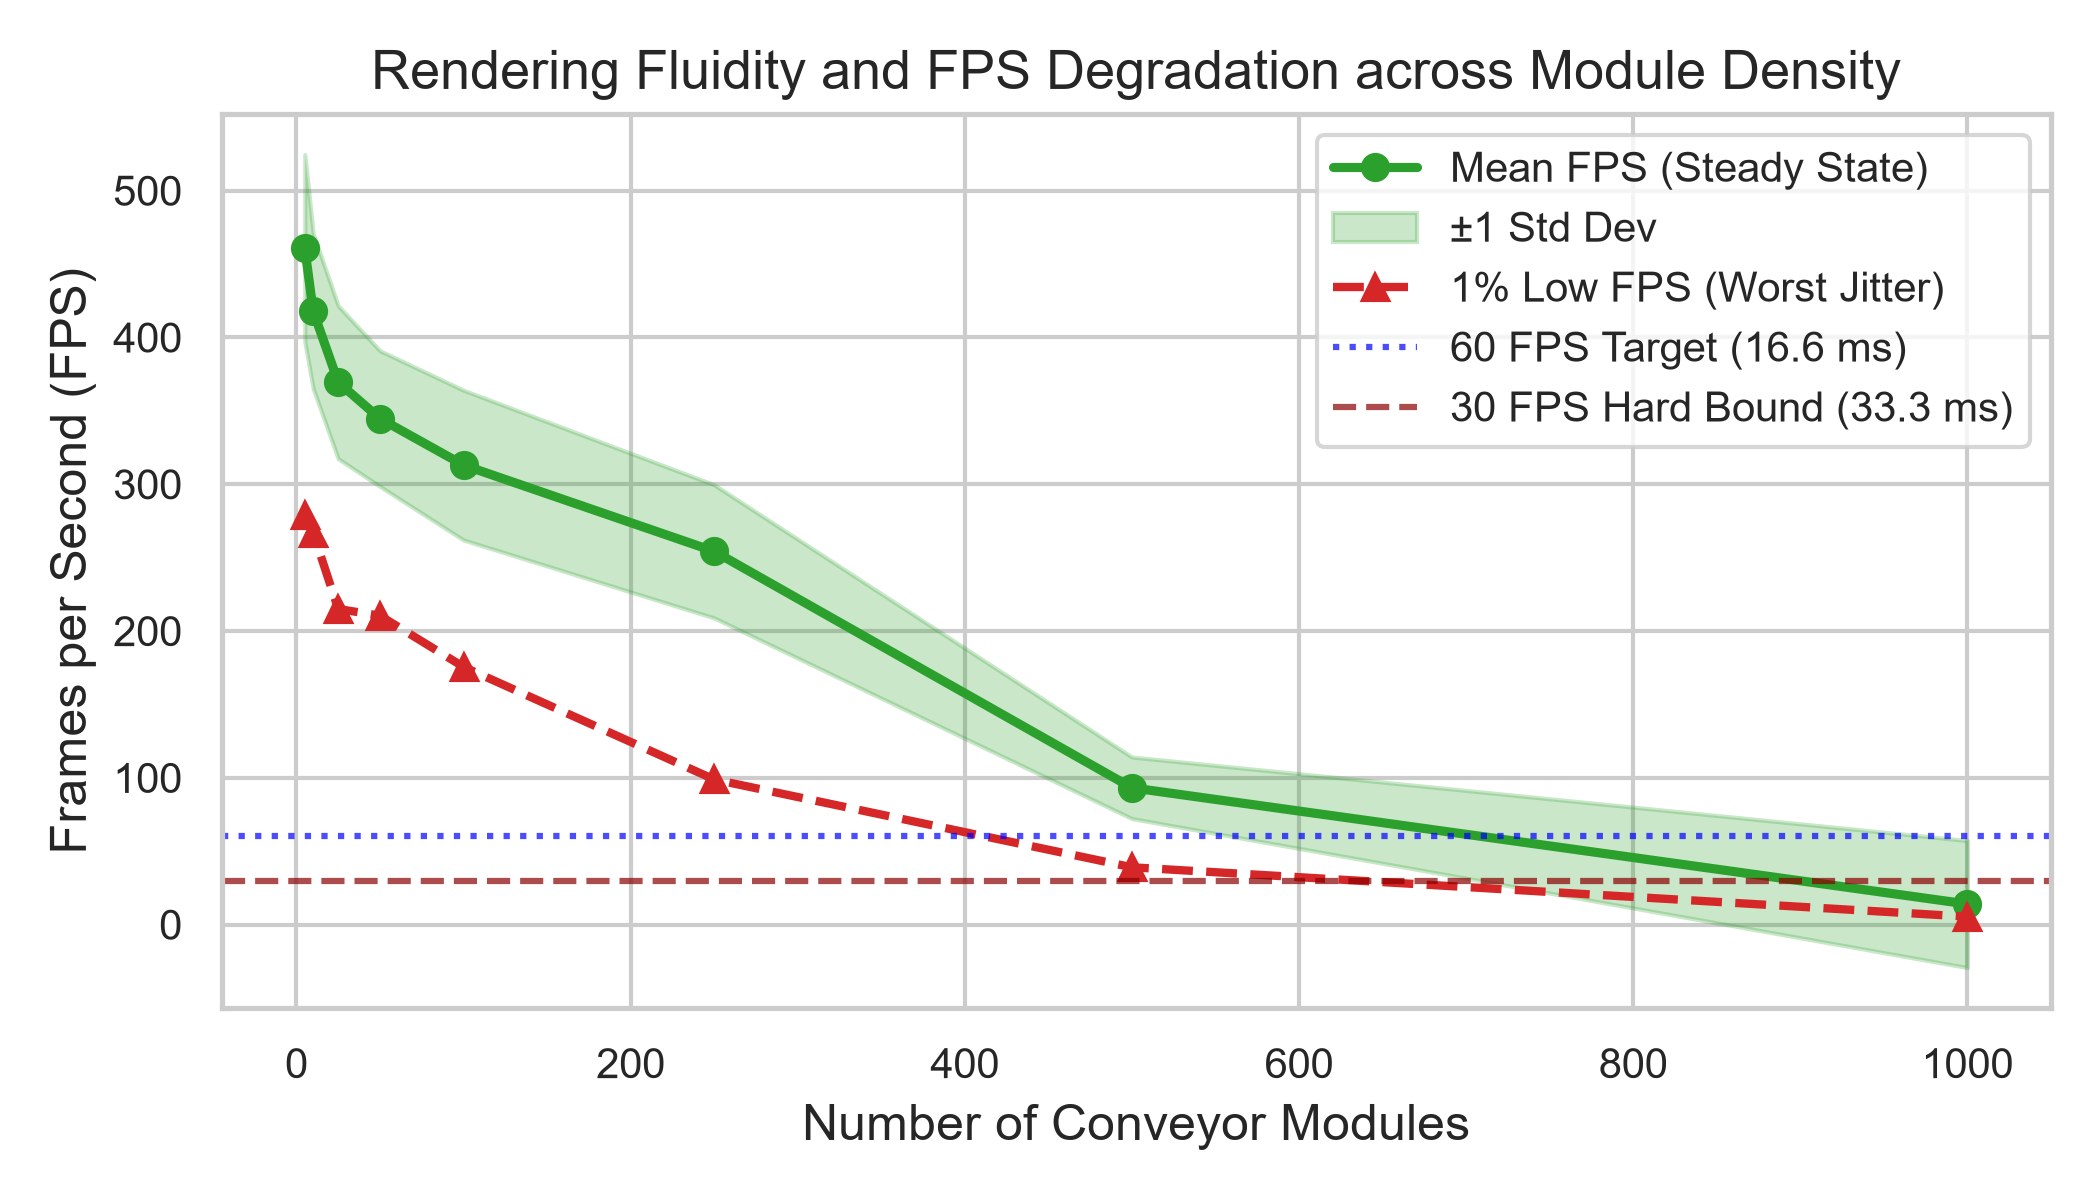 Rendering Fluidity and FPS Degradation across Module Density
Frames per Second (FPS)
500
400
300
200
100
0
Mean FPS (Steady State)
±1 Std Dev
1% Low FPS (Worst Jitter)
60 FPS Target (16.6 ms)
30 FPS Hard Bound (33.3 ms)
0 200 400 600 800 1000
Number of Conveyor Modules